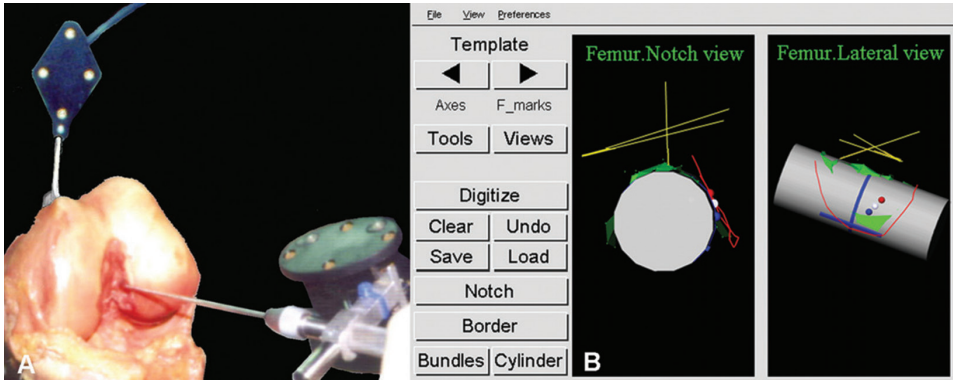 A
File View Preferences
Template
Axes F_marks
Tools Views
Digitize
Clear Undo
Save Load
Notch
Border
Bundles Cylinder
Femur.Notch view
B
Femur.Lateral view